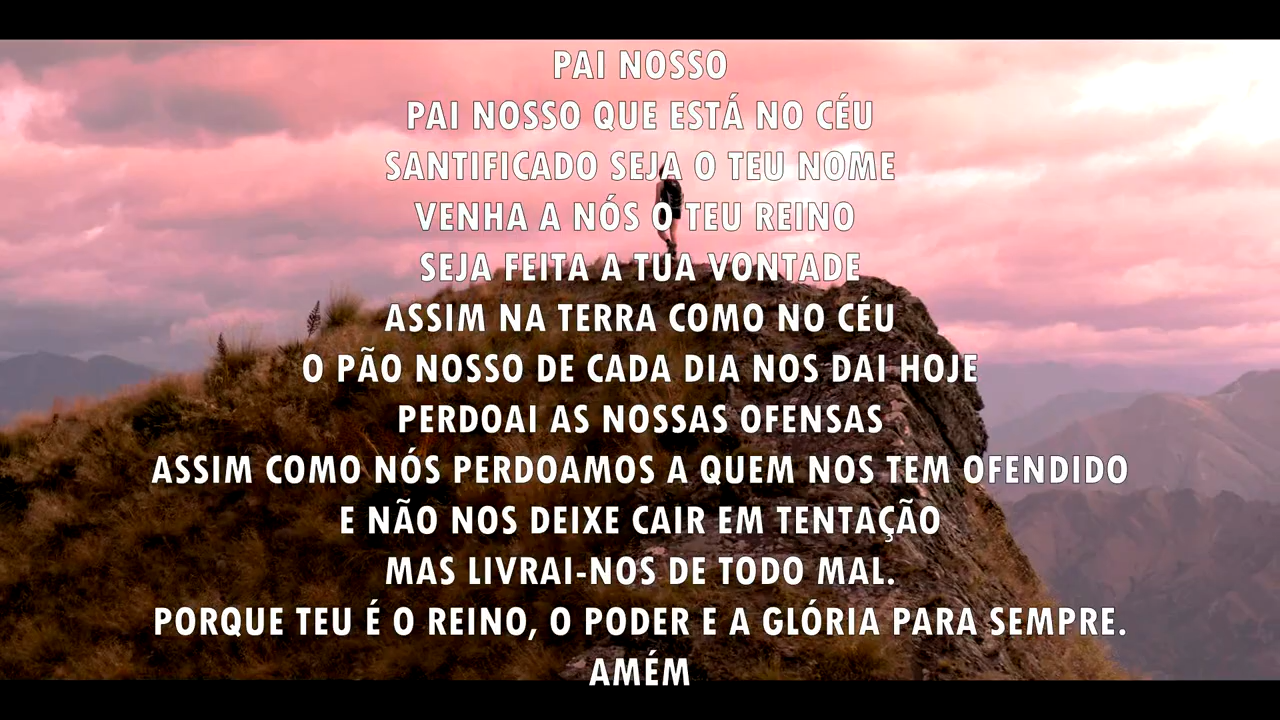 PAI NOSSO
PAI NOSSO QUE ESTÁ NO CÉU
SANTIFICADO SEJA O TEU NOME
VENHA A NÓS O TEU REINO
SEJA FEITA A TUA VONTADE
ASSIM NA TERRA COMO NO CÉU
O PÃO NOSSO DE CADA DIA NOS DAI HOJE
PERDOAI AS NOSSAS OFENSAS
ASSIM COMO NÓS PERDOAMOS A QUEM NOS TEM OFENDIDO
E NÃO NOS DEIXE CAIR EM TENTAÇÃO
MAS LIVRAI-NOS DE TODO MAL.
PORQUE TEU É O REINO, O PODER E A GLÓRIA PARA SEMPRE.
AMÉM